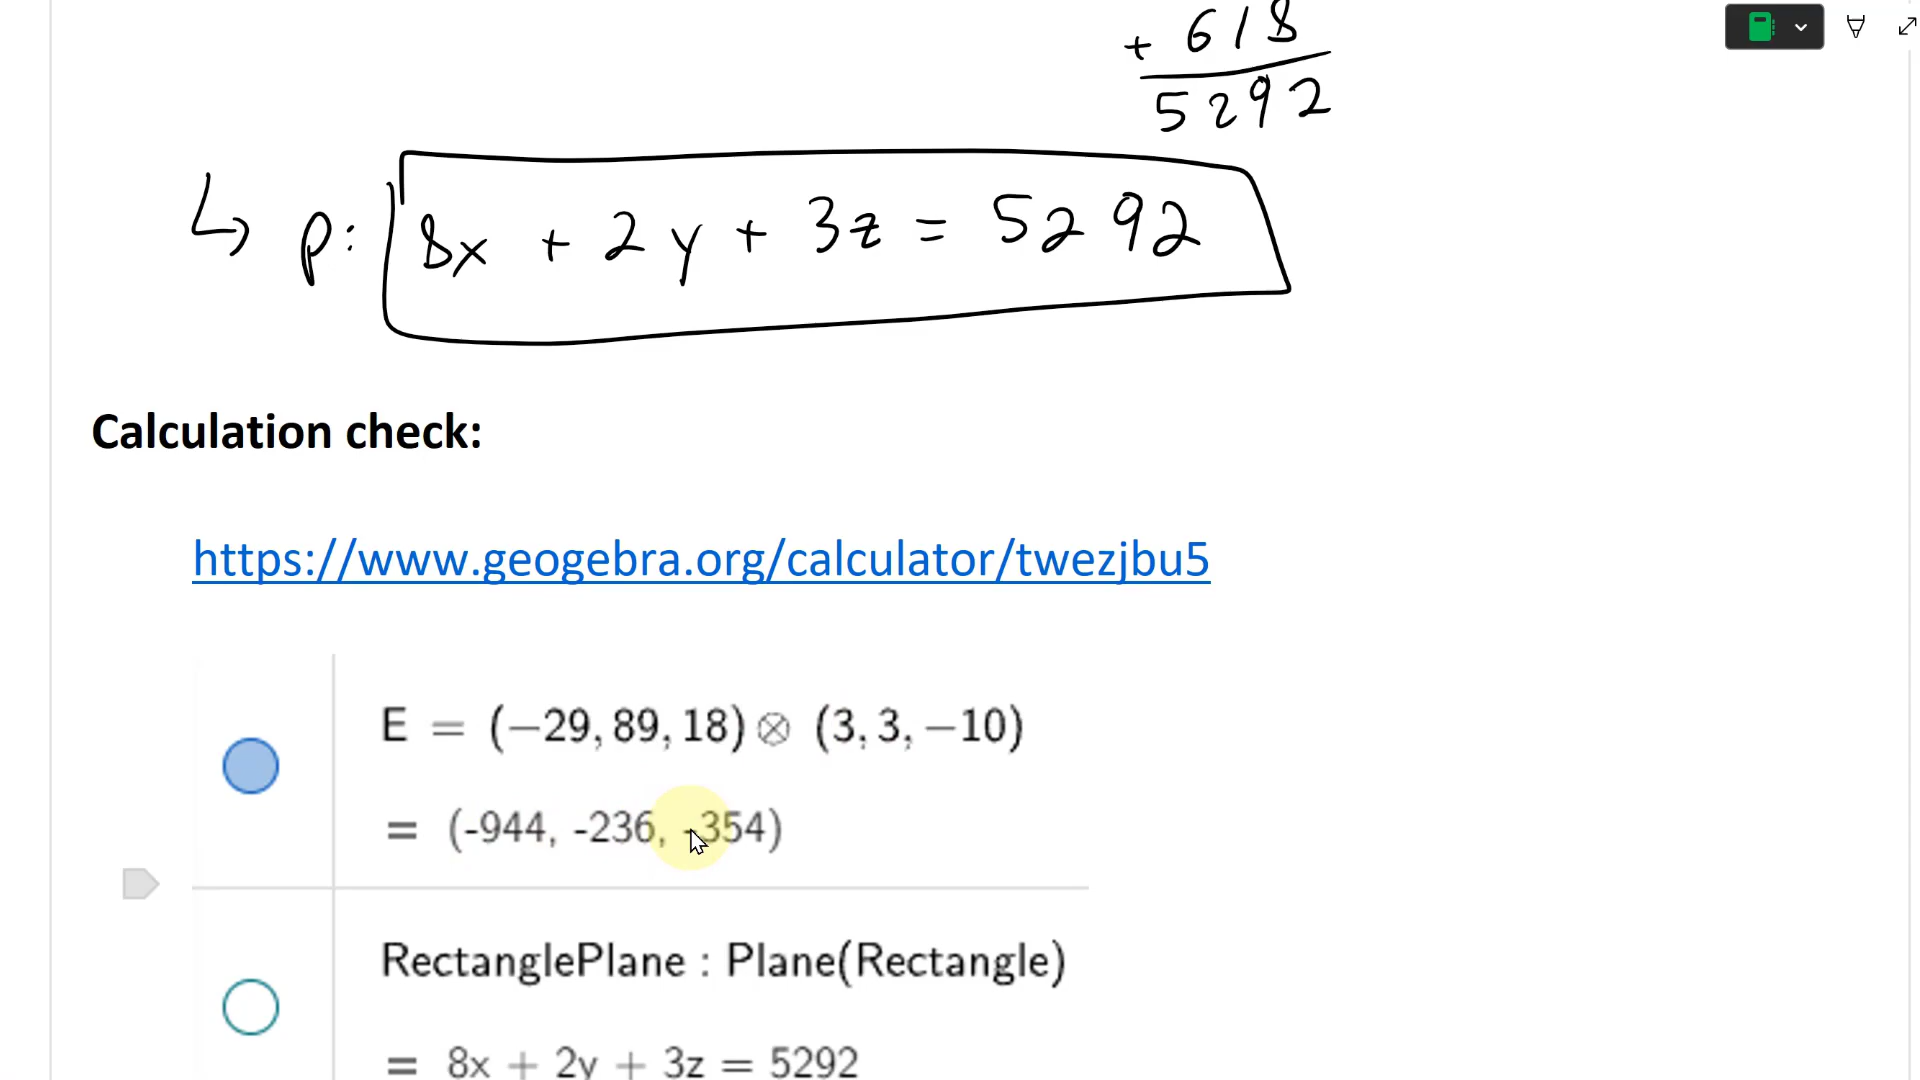 + 618
5292
↳ p: 8x + 2y + 3z = 5292
Calculation check:
https://www.geogebra.org/calculator/twezjbu5
E = (−29, 89, 18) ⊗ (3, 3, −10)
= (-944, -236, -354)
RectanglePlane : Plane(Rectangle)
= 8x + 2y + 3z = 5292